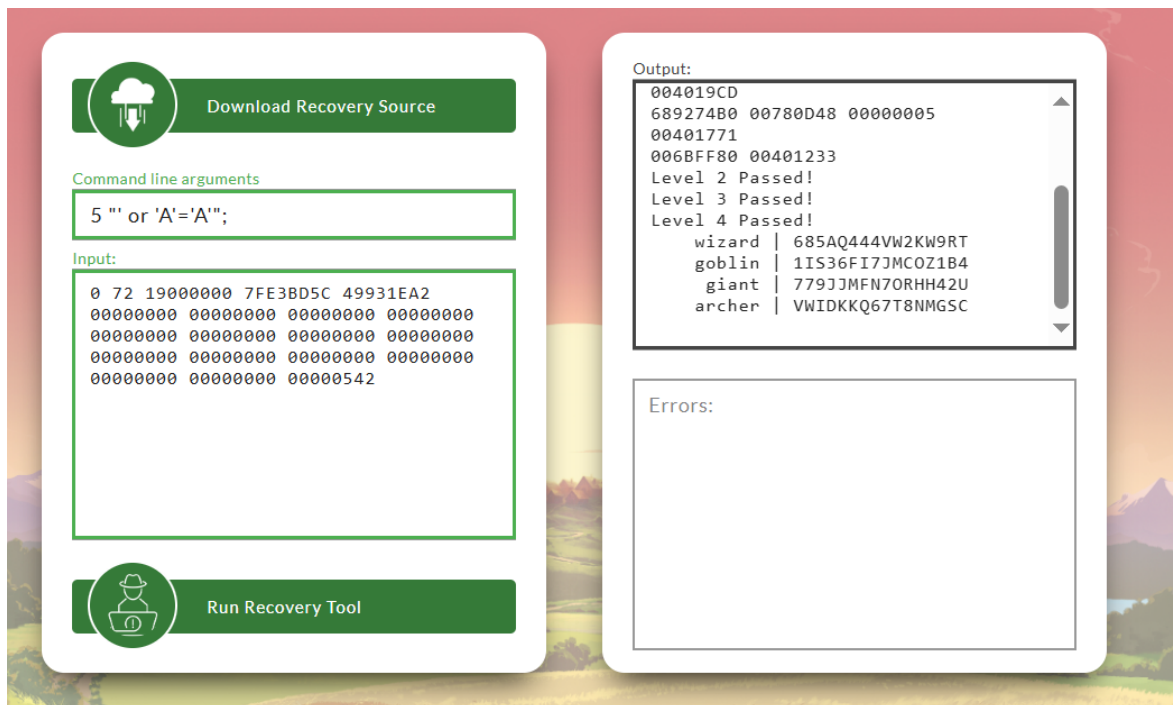 Download Recovery Source
Command line arguments
5 "' or 'A'='A'";
Input:
0 72 19000000 7FE3BD5C 49931EA2
00000000 00000000 00000000 00000000
00000000 00000000 00000000 00000000
00000000 00000000 00000000 00000000
00000000 00000000 00000542
Run Recovery Tool
Output:
004019CD
689274B0 00780D48 00000005
00401771
006BFF80 00401233
Level 2 Passed!
Level 3 Passed!
Level 4 Passed!
wizard | 685AQ444VW2KW9RT
goblin | 1IS36FI7JMCOZ1B4
giant | 779JJMFN7ORHH42U
archer | VWIDKKQ67T8NMGSC
Errors: